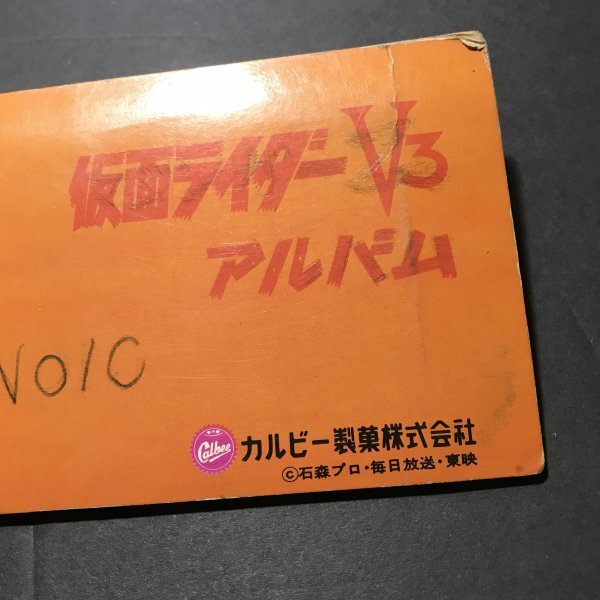 仮面ライダーV3
アルバム
NO10
Calbee
カルビー製菓株式会社
©石森プロ・毎日放送・東映